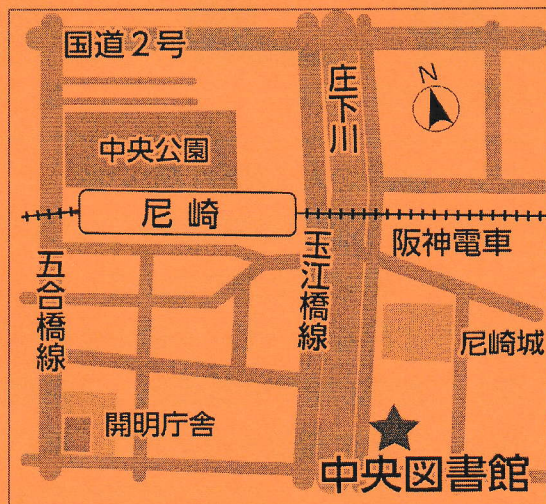 国道2号
庄下川
N
中央公園
尼崎
阪神電車
五合橋線
玉江橋線
尼崎城
開明庁舎
中央図書館